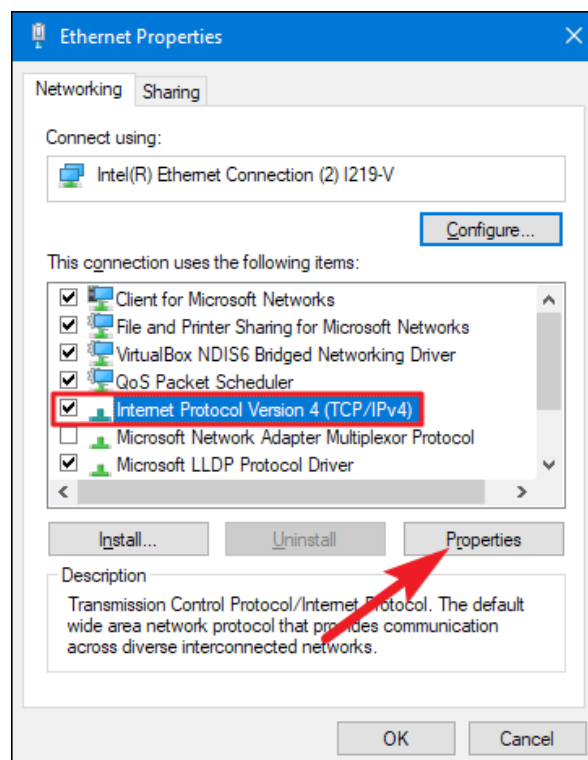 Ethernet Properties
Networking
Sharing
Connect using:
Intel(R) Ethernet Connection (2) I219-V
Configure...
This connection uses the following items:
Client for Microsoft Networks
File and Printer Sharing for Microsoft Networks
VirtualBox NDIS6 Bridged Networking Driver
QoS Packet Scheduler
Internet Protocol Version 4 (TCP/IPv4)
Microsoft Network Adapter Multiplexor Protocol
Microsoft LLDP Protocol Driver
Install...
Uninstall
Properties
Description
Transmission Control Protocol/Internet Protocol. The default
wide area network protocol that provides communication
across diverse interconnected networks.
OK
Cancel